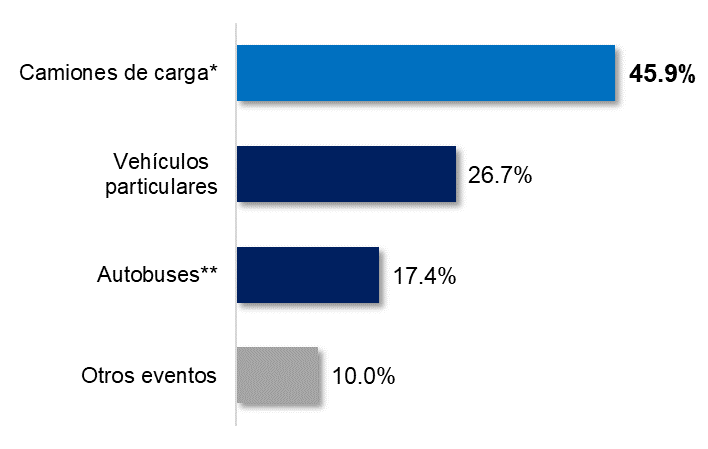 Camiones de carga*
45.9%
Vehículos
particulares
26.7%
Autobuses**
17.4%
Otros eventos
10.0%